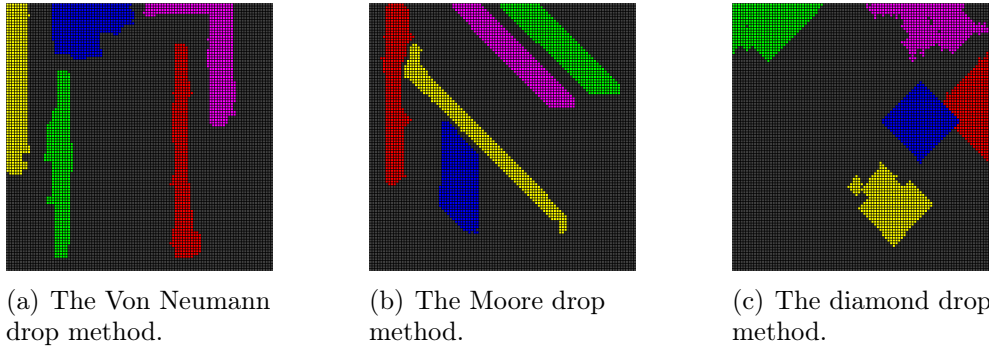 (a) The Von Neumann
drop method.
(b) The Moore drop
method.
(c) The diamond drop
method.